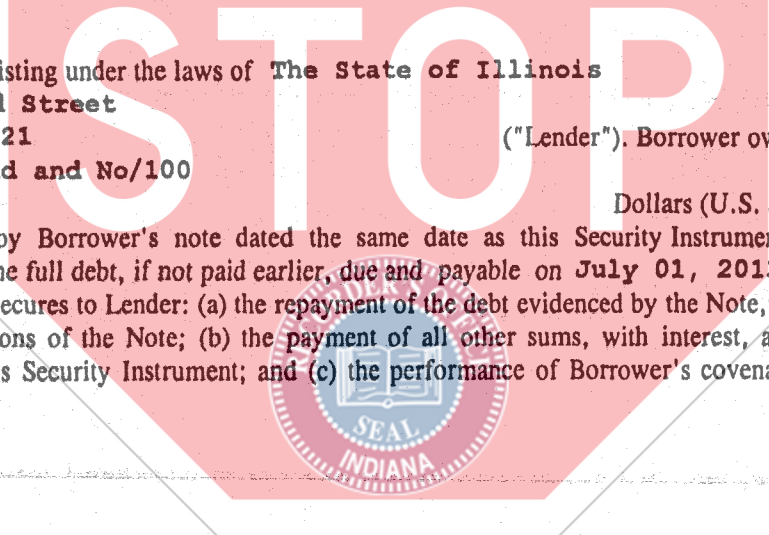 STOP
isting under the laws of The State of Illinois
l Street
21
("Lender"). Borrower ow
d and No/100
Dollars (U.S.
by Borrower's note dated the same date as this Security Instrumen
he full debt, if not paid earlier, due and payable on July 01, 201
ecures to Lender: (a) the repayment of the debt evidenced by the Note,
ons of the Note; (b) the payment of all other sums, with interest, a
s Security Instrument; and (c) the performance of Borrower's covena
RECORDER'S OFFICE
SEAL
INDIANA